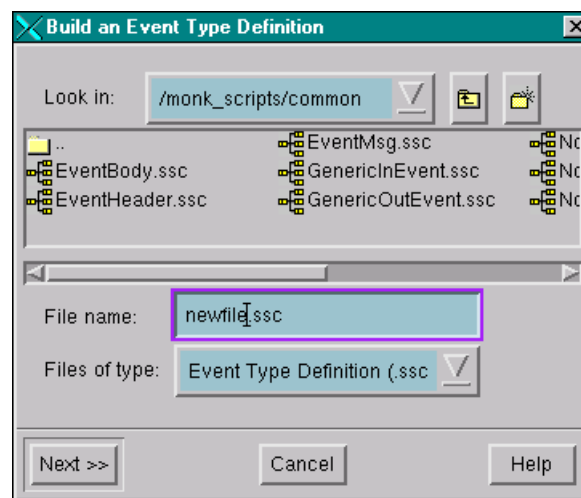 Build an Event Type Definition
Look in: /monk_scripts/common
.. EventMsg.ssc
EventBody.ssc GenericInEvent.ssc
EventHeader.ssc GenericOutEvent.ssc
File name: newfile.ssc
Files of type: Event Type Definition (.ssc
Next >> Cancel Help